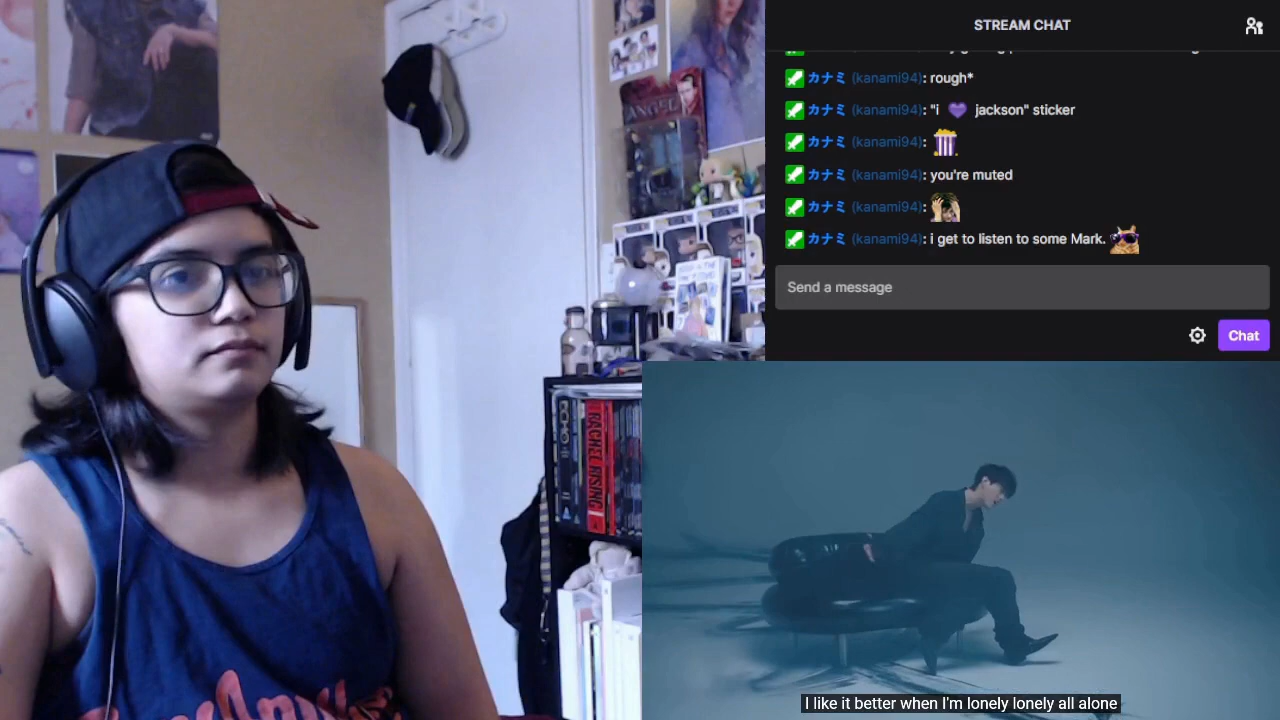 STREAM CHAT
カナミ (kanami94): rough*
カナミ (kanami94): "i 💜 jackson" sticker
カナミ (kanami94):
カナミ (kanami94): you're muted
カナミ (kanami94):
カナミ (kanami94): i get to listen to some Mark.
Send a message
Chat
ANGEL
RACHEL RISING
I like it better when I'm lonely lonely all alone